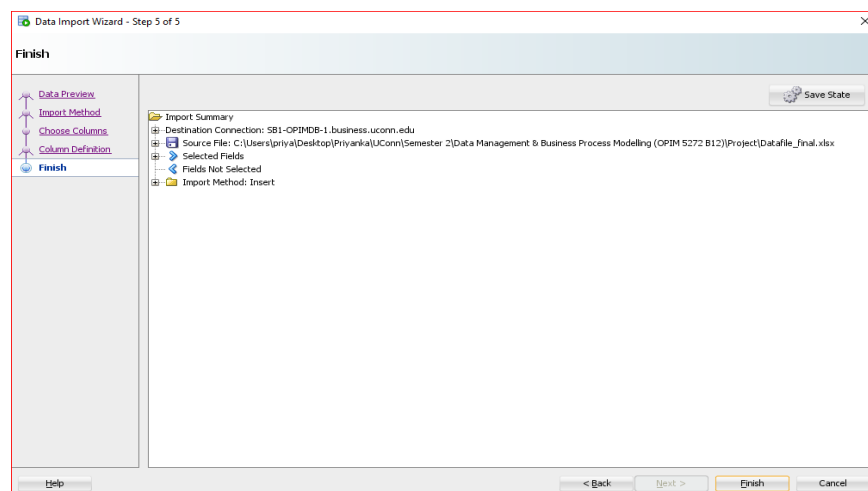 Data Import Wizard - Step 5 of 5
Finish
Data Preview
Import Method
Choose Columns
Column Definition
Finish
Save State
Import Summary
Destination Connection: SB1-OPIMDB-1.business.uconn.edu
Source File: C:\Users\priya\Desktop\Priyanka\UConn\Semester 2\Data Management & Business Process Modelling (OPIM 5272 B12)\Project\Datafile_final.xlsx
Selected Fields
Fields Not Selected
Import Method: Insert
Help
< Back
Next >
Finish
Cancel